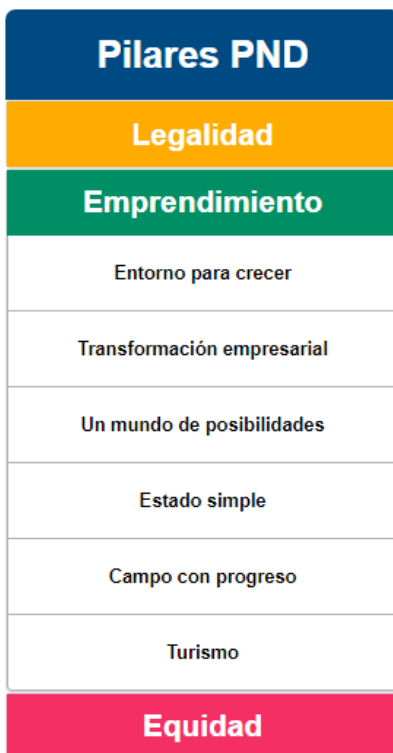 Pilares PND
Legalidad
Emprendimiento
Entorno para crecer
Transformación empresarial
Un mundo de posibilidades
Estado simple
Campo con progreso
Turismo
Equidad